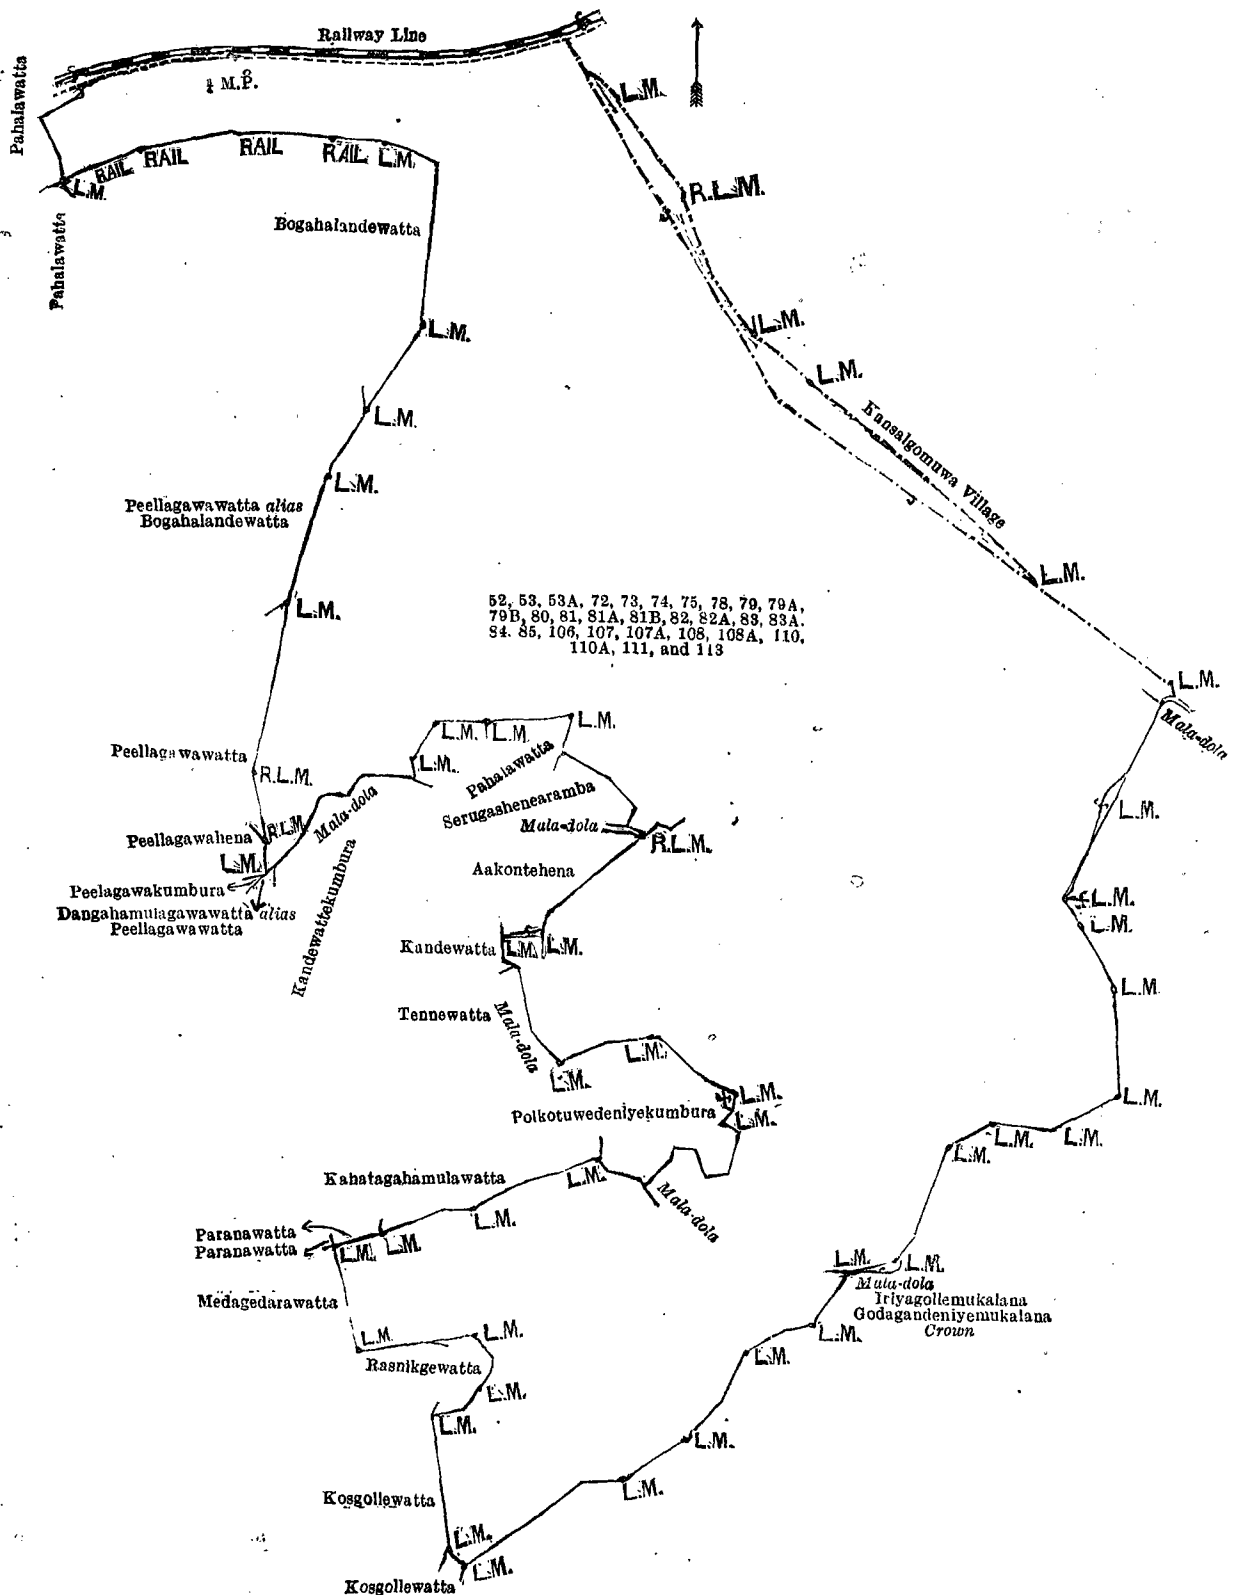 Railway Line
Pahalawatta
M.P.
L.M.
RAIL
RAIL
RAIL
RAIL
L.M.
L.M.
Pahalawatta
R.L.M.
Bogahalandewatta
L.M.
L.M.
L.M.
L.M.
Kansalgomuwa Village
L.M.
Peellagawawatta alias
Bogahalandewatta
L.M.
L.M.
52, 53, 53A, 72, 73, 74, 75, 78, 79, 79A,
79B, 80, 81, 81A, 81B, 82, 82A, 83, 83A.
84. 85, 106, 107, 107A, 108, 108A, 110,
110A, 111, and 113
L.M.
Mala-dola
L.M.
L.M.
L.M.
Peellagawawatta
R.L.M.
L.M.
Pahalawatta
Serugashenearamba
Mala-dola
L.M.
Mala-dola
R.L.M.
Peellagawahena
R.L.M.
L.M.
Aakontehena
Peelagawakumbura
Dangahamulagawawatta alias
Peellagawawatta
Kandewattekumbura
L.M.
L.M.
Kandewatta
L.M.
L.M.
L.M.
Tennewatta
Mala-dola
L.M.
L.M.
L.M.
L.M.
Polkotuwedeniyekumbura
L.M.
L.M.
L.M.
L.M.
Kahatagahamulawatta
L.M.
Mala-dola
L.M.
Paranawatta
Paranawatta
L.M.
L.M.
L.M.
L.M.
Mala-dola
Iriyagollemukalana
Godagandeniyemukalana
Crown
Medagedarawatta
L.M.
L.M.
L.M.
L.M.
Rasnikgewatta
L.M.
L.M.
L.M.
L.M.
Kosgollewatta
L.M.
L.M.
Kosgollewatta